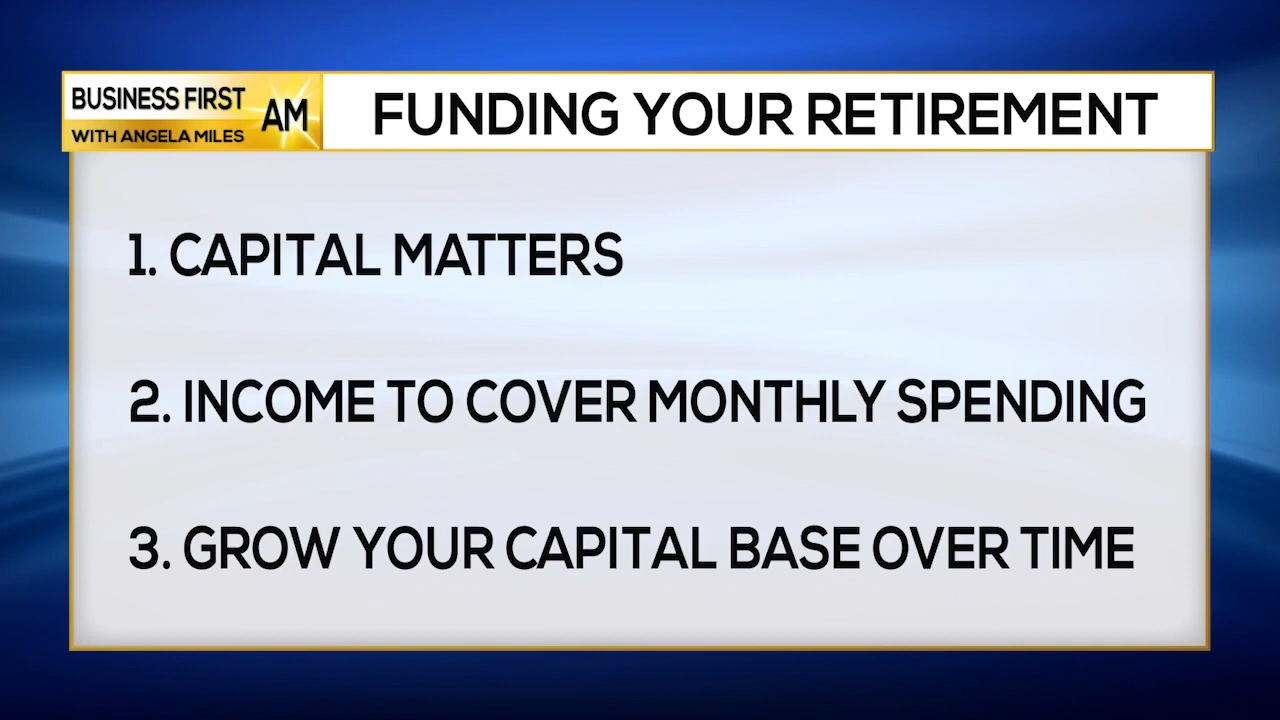 BUSINESS FIRST AM
WITH ANGELA MILES
FUNDING YOUR RETIREMENT
1. CAPITAL MATTERS
2. INCOME TO COVER MONTHLY SPENDING
3. GROW YOUR CAPITAL BASE OVER TIME